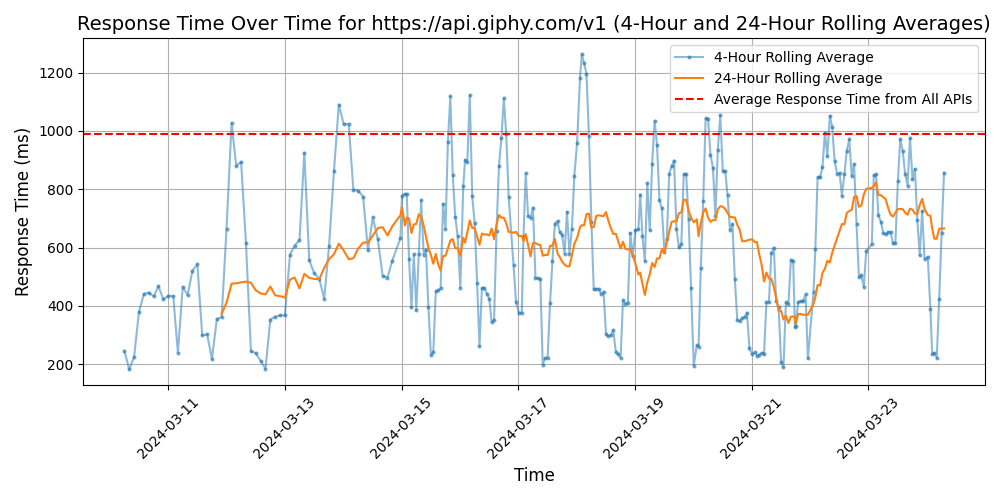 Response Time Over Time for https://api.giphy.com/v1 (4-Hour and 24-Hour Rolling Averages)
4-Hour Rolling Average
24-Hour Rolling Average
Average Response Time from All APIs
Response Time (ms)
1200
1000
800
600
400
200
2024-03-11
2024-03-13
2024-03-15
2024-03-17
2024-03-19
2024-03-21
2024-03-23
Time